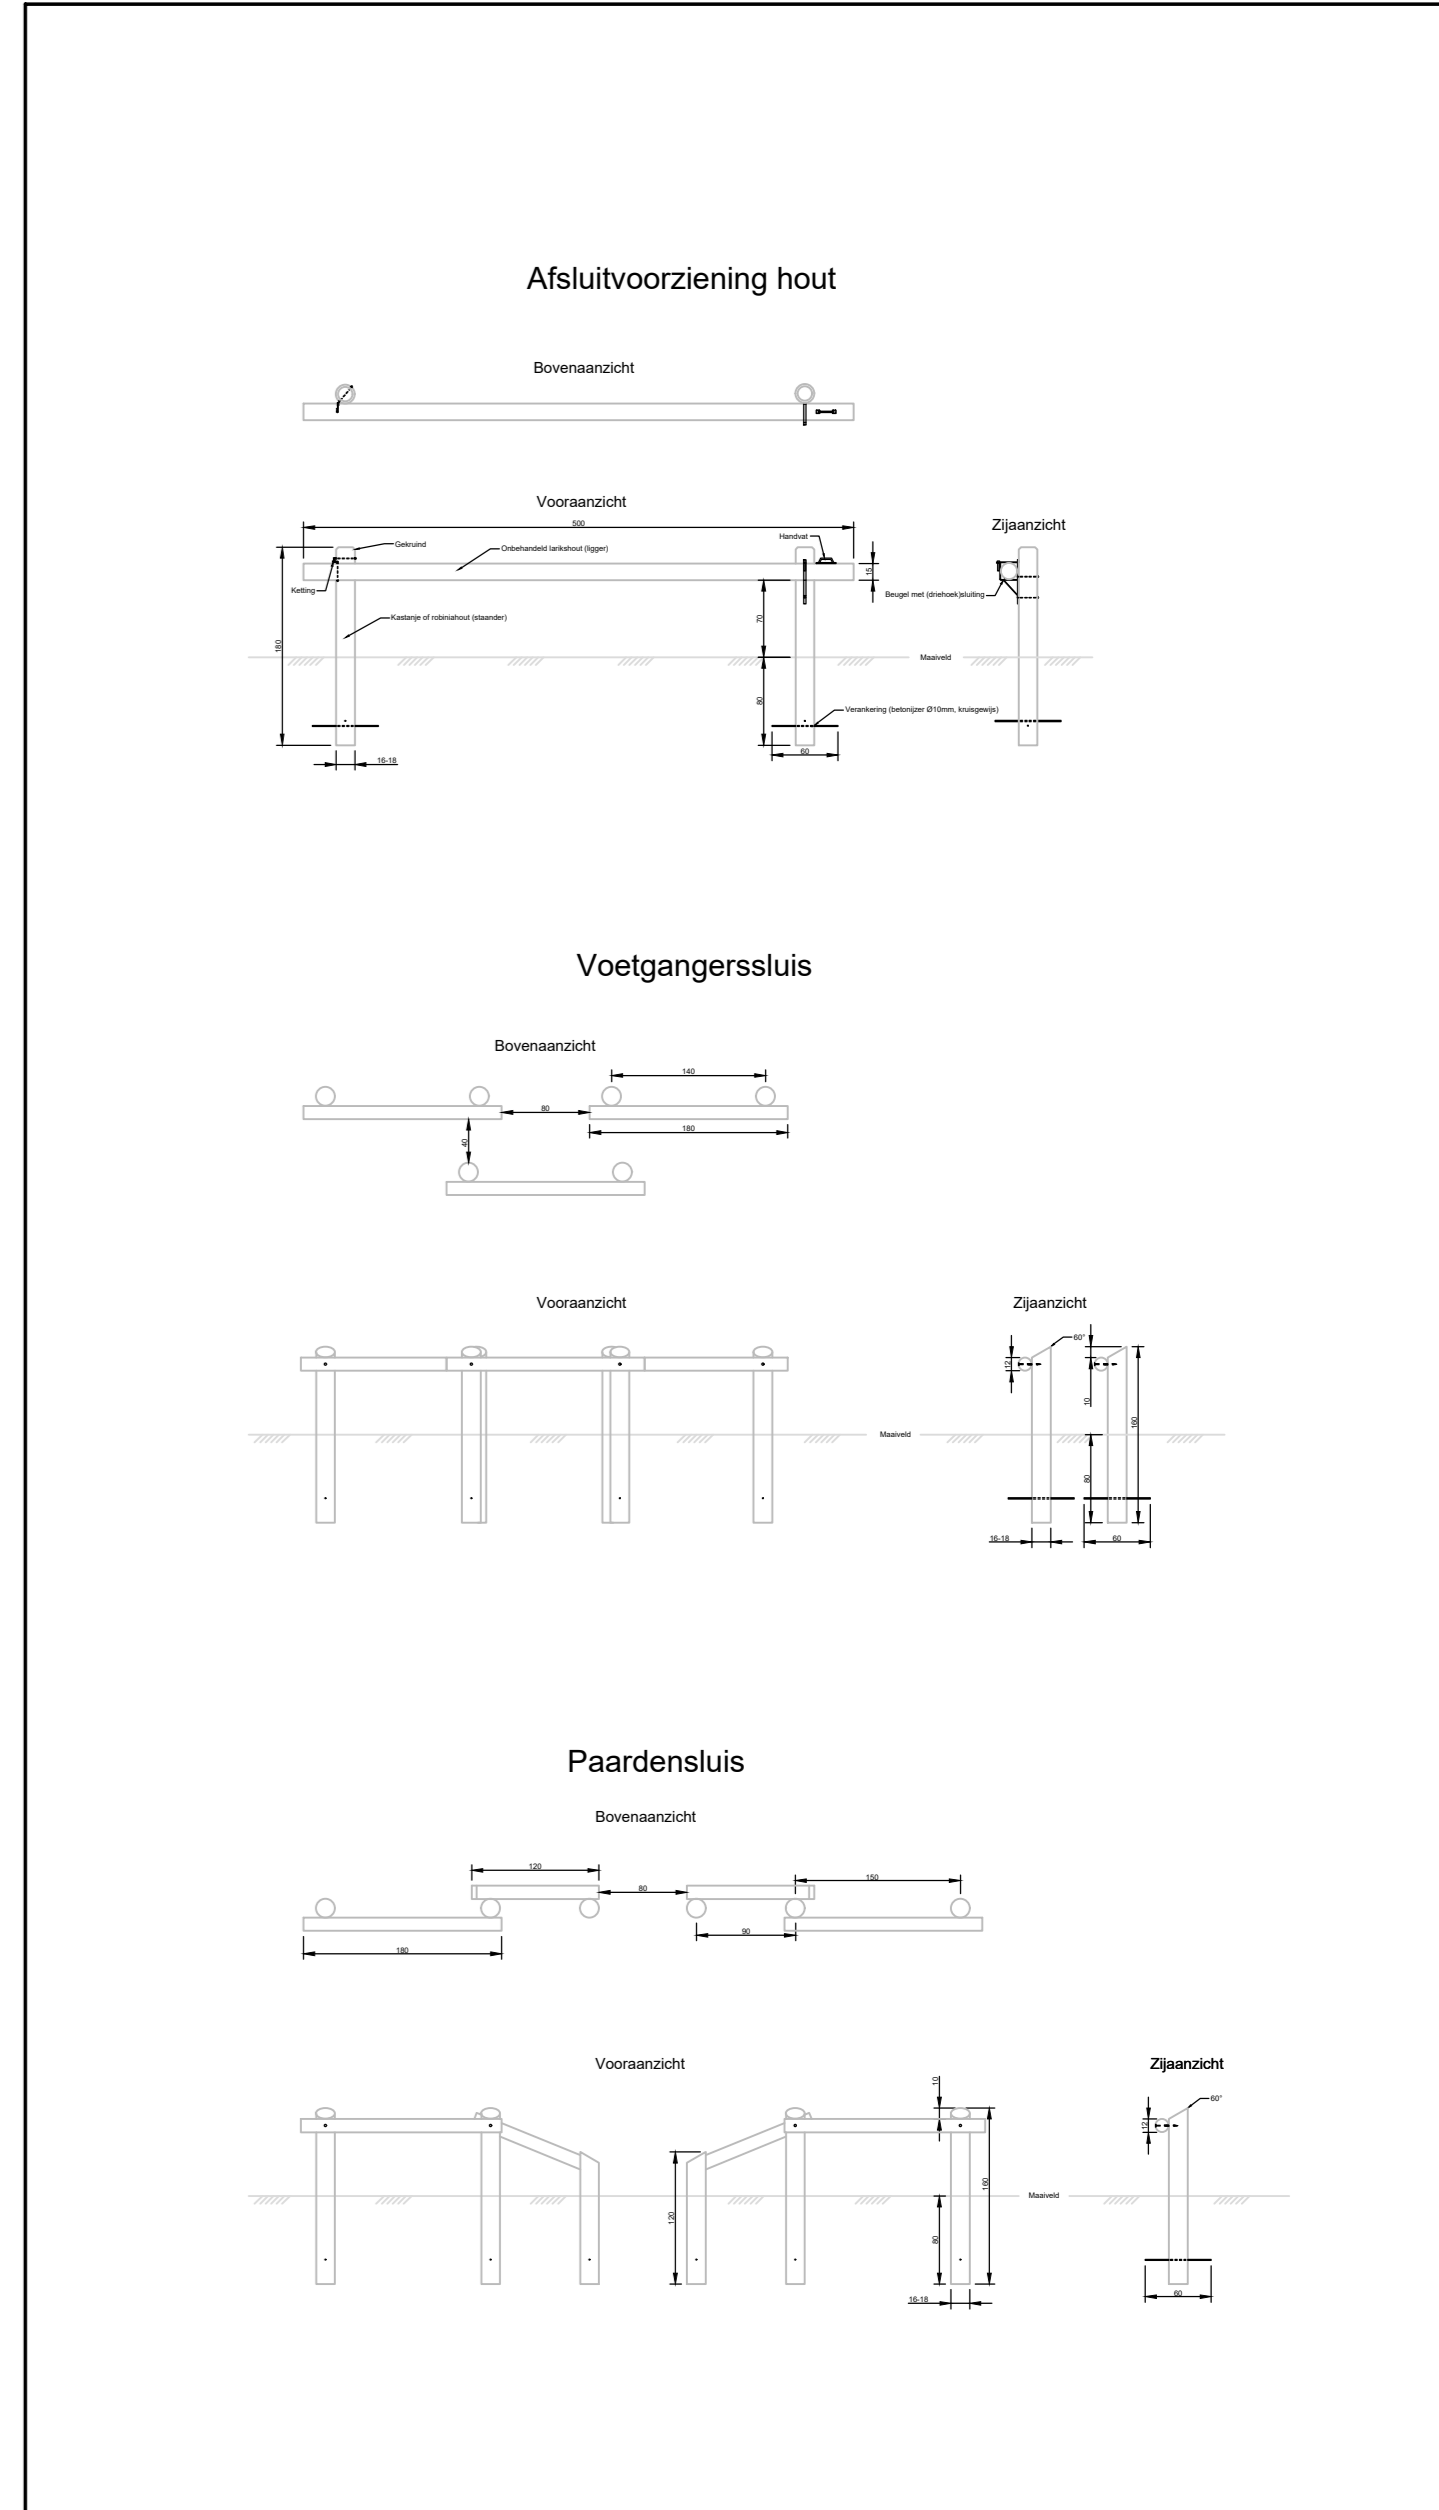 Afsluitvoorziening hout
Bovenaanzicht
Vooraanzicht
Zijaanzicht
500
Gekruind
Onbehandeld larikshout (ligger)
Handvat
15
Ketting
Beugel met (driehoek)sluiting
Kastanje of robiniahout (staander)
70
180
Maaiveld
80
Verankering (betonijzer Ø10mm, kruisgewijs)
60
16-18
Voetgangerssluis
Bovenaanzicht
140
80
180
40
Vooraanzicht
Zijaanzicht
60°
12
10
160
Maaiveld
80
16-18
60
Paardensluis
Bovenaanzicht
120
80
150
90
180
Vooraanzicht
Zijaanzicht
10
60°
12
160
Maaiveld
120
80
16-18
60